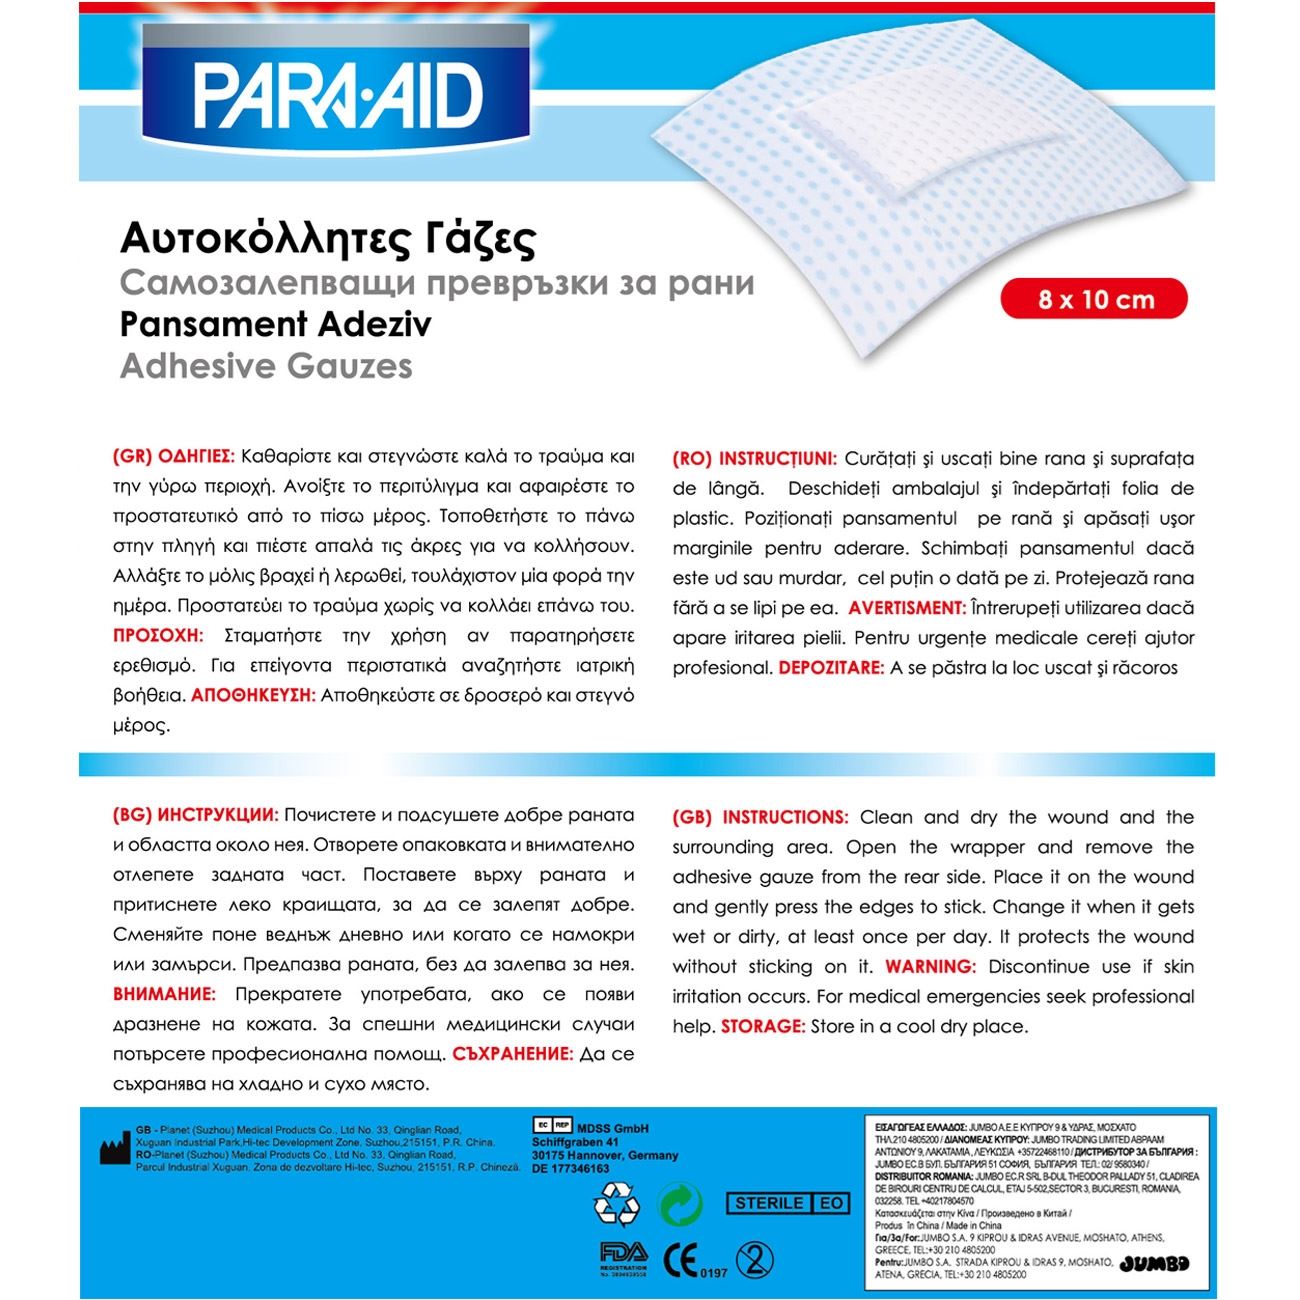 PARA·AID
Αυτοκόλλητες Γάζες
Самозалепващи превръзки за рани
Pansament Adeziv
Adhesive Gauzes
8 x 10 cm
(GR) ΟΔΗΓΙΕΣ: Καθαρίστε και στεγνώστε καλά το τραύμα και
την γύρω περιοχή. Ανοίξτε το περιτύλιγμα και αφαιρέστε το
προστατευτικό από το πίσω μέρος. Τοποθετήστε το πάνω
στην πληγή και πιέστε απαλά τις άκρες για να κολλήσουν.
Αλλάξτε το μόλις βραχεί ή λερωθεί, τουλάχιστον μία φορά την
ημέρα. Προστατεύει το τραύμα χωρίς να κολλάει επάνω του.
ΠΡΟΣΟΧΗ: Σταματήστε την χρήση αν παρατηρήσετε
ερεθισμό. Για επείγοντα περιστατικά αναζητήστε ιατρική
βοήθεια. ΑΠΟΘΗΚΕΥΣΗ: Αποθηκεύστε σε δροσερό και στεγνό
μέρος.
(RO) INSTRUCȚIUNI: Curățați și uscați bine rana și suprafața
de lângă. Deschideți ambalajul și îndepărtați folia de
plastic. Poziționați pansamentul pe rană și apăsați ușor
marginile pentru aderare. Schimbați pansamentul dacă
este ud sau murdar, cel puțin o dată pe zi. Protejează rana
fără a se lipi pe ea. AVERTISMENT: Întrerupeți utilizarea dacă
apare iritarea pielii. Pentru urgențe medicale cereți ajutor
profesional. DEPOZITARE: A se păstra la loc uscat și răcoros
(BG) ИНСТРУКЦИИ: Почистете и подсушете добре раната
и областта около нея. Отворете опаковката и внимателно
отлепете задната част. Поставете върху раната и
притиснете леко краищата, за да се залепят добре.
Сменяйте поне веднъж дневно или когато се намокри
или замърси. Предпазва раната, без да залепва за нея.
ВНИМАНИЕ: Прекратете употребата, ако се появи
дразнене на кожата. За спешни медицински случаи
потърсете професионална помощ. СЪХРАНЕНИЕ: Да се
съхранява на хладно и сухо място.
(GB) INSTRUCTIONS: Clean and dry the wound and the
surrounding area. Open the wrapper and remove the
adhesive gauze from the rear side. Place it on the wound
and gently press the edges to stick. Change it when it gets
wet or dirty, at least once per day. It protects the wound
without sticking on it. WARNING: Discontinue use if skin
irritation occurs. For medical emergencies seek professional
help. STORAGE: Store in a cool dry place.
GB - Planet (Suzhou) Medical Products Co., Ltd No. 33, Qinglian Road,
Xuguan Industrial Park,Hi-tec Development Zone, Suzhou,215151, P.R. China.
RO-Planet (Suzhou) Medical Products Co., Ltd No. 33, Qinglian Road,
Parcul Industrial Xuguan, Zona de dezvoltare Hi-tec, Suzhou, 215151, R.P. Chineză.
EC REP MDSS GmbH
Schiffgraben 41
30175 Hannover, Germany
DE 177346163
STERILE EO
FDA
REGISTRATION
CE 0197
2
ΕΙΣΑΓΩΓΕΑΣ ΕΛΛΑΔΟΣ: JUMBO A.E.E ΚΥΠΡΟΥ 9 & ΥΔΡΑΣ, ΜΟΣΧΑΤΟ
ΤΗΛ.210 4805200 / ΔΙΑΝΟΜΕΑΣ ΚΥΠΡΟΥ: JUMBO TRADING LIMITED ΑΒΡΑΑΜ
ΑΝΤΩΝΙΟΥ 9, ΛΑΚΑΤΑΜΙΑ, ΛΕΥΚΩΣΙΑ +35722468110 / ДИСТРИБУТОР ЗА БЪЛГАРИЯ :
JUMBO EC.B БУЛ. БЪЛГАРИЯ 51 СОФИЯ, БЪЛГАРИЯ ТЕЛ.: 02/ 9580340 /
DISTRIBUITOR ROMANIA: JUMBO EC.R SRL B-DUL THEODOR PALLADY 51, CLADIREA
DE BIROURI CENTRU DE CALCUL, ETAJ 5-502,SECTOR 3, BUCURESTI, ROMANIA,
032258. TEL +40217804570
Κατασκευάζεται στην Κίνα / Произведено в Китай /
Produs în China / Made in China
Για/За/For:JUMBO S.A. 9 KIPROU & IDRAS AVENUE, MOSHATO, ATHENS,
GREECE, TEL:+30 210 4805200
Pentru:JUMBO S.A. STRADA KIPROU & IDRAS 9, MOSHATO,
ATENA, GRECIA, TEL:+30 210 4805200
JUMBO